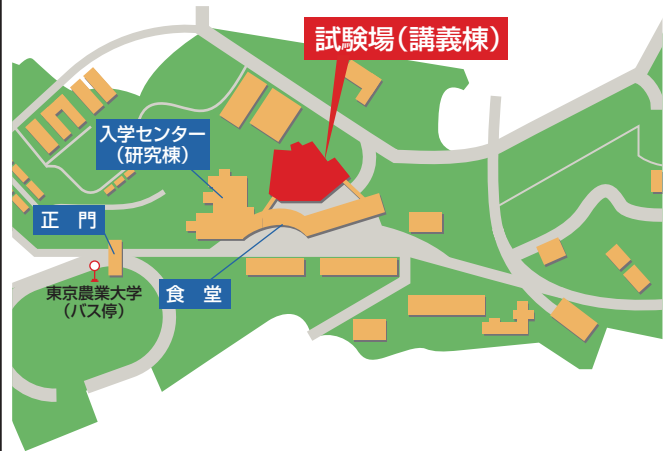 試験場（講義棟）
入学センター
（研究棟）
正　門
食　堂
東京農業大学
（バス停）